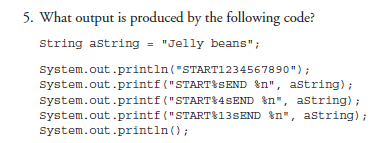 5. What output is produced by the following code?
String aString = "Jelly beans";
System.out.println("START1234567890");
System.out.printf("START%sEND %n", aString);
System.out.printf("START%4sEND %n", aString);
System.out.printf("START%13sEND %n", aString);
System.out.println();